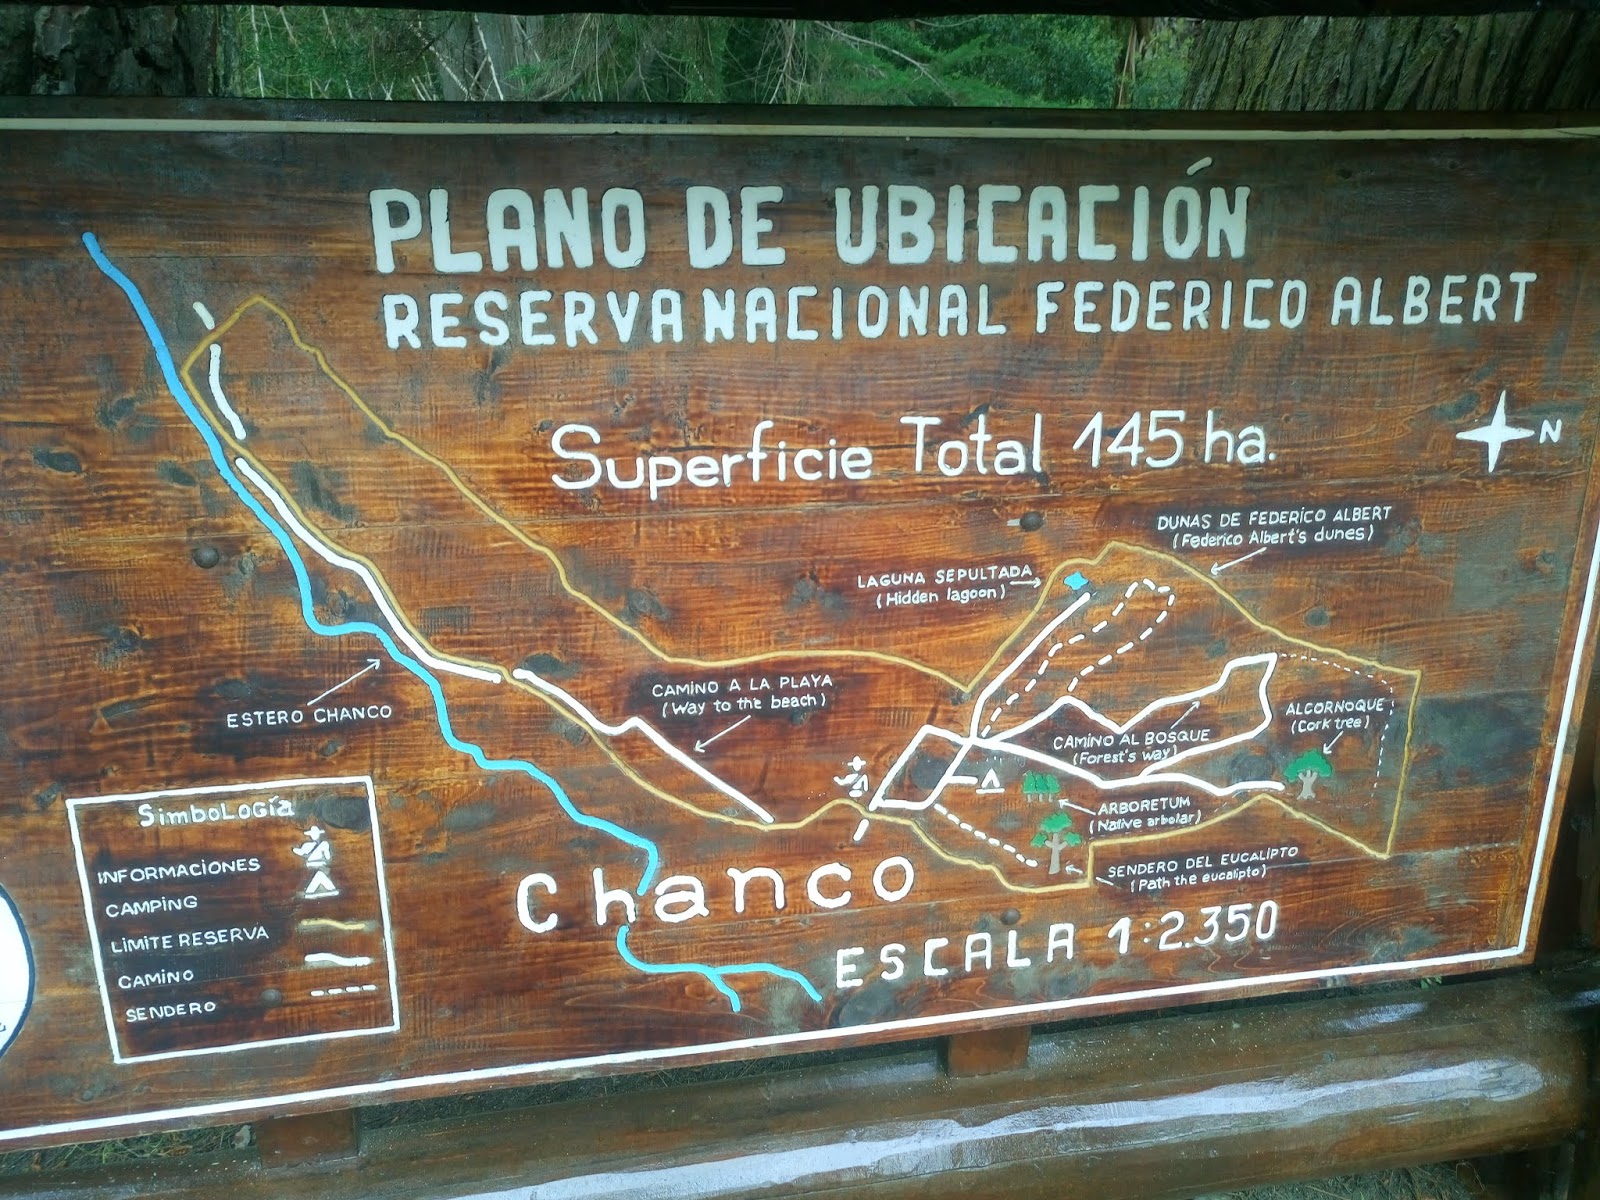 PLANO DE UBICACIÓN
RESERVA NACIONAL FEDERICO ALBERT
Superficie Total 145 ha.
N
DUNAS DE FEDERICO ALBERT
(Federico Albert's dunes)
LAGUNA SEPULTADA
(Hidden lagoon)
CAMINO A LA PLAYA
(Way to the beach)
ESTERO CHANCO
ALCORNOQUE
(Cork tree)
CAMINO AL BOSQUE
(Forest's way)
ARBORETUM
(Native arbolar)
SENDERO DEL EUCALIPTO
(Path the eucalipto)
Chanco
ESCALA 1:2.350
SimboLogía
INFORMACIONES
CAMPING
LIMITE RESERVA
CAMINO
SENDERO